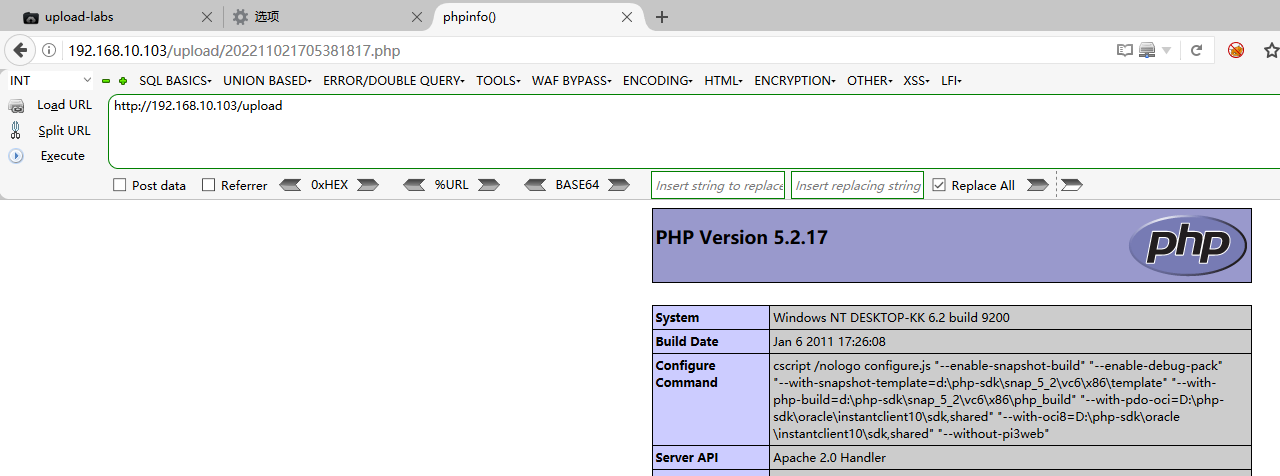 upload-labs
选项
phpinfo()
192.168.10.103/upload/202211021705381817.php
INT SQL BASICS UNION BASED ERROR/DOUBLE QUERY TOOLS WAF BYPASS ENCODING HTML ENCRYPTION OTHER XSS LFI
Load URL
http://192.168.10.103/upload
Split URL
Execute
Post data Referrer 0xHEX %URL BASE64 Insert string to replace Insert replacing string Replace All
PHP Version 5.2.17
php
System Windows NT DESKTOP-KK 6.2 build 9200
Build Date Jan 6 2011 17:26:08
Configure cscript /nologo configure.js "--enable-snapshot-build" "--enable-debug-pack"
Command "--with-snapshot-template=d:\php-sdk\snap_5_2\vc6\x86\template" "--with-
php-build=d:\php-sdk\snap_5_2\vc6\x86\php_build" "--with-pdo-oci=D:\php-
sdk\oracle\instantclient10\sdk,shared" "--with-oci8=D:\php-sdk\oracle
\instantclient10\sdk,shared" "--without-pi3web"
Server API Apache 2.0 Handler